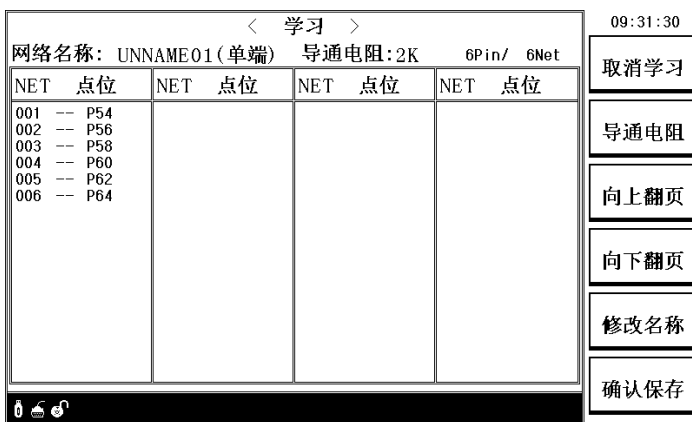 〈 学习 〉
09:31:30
网络名称: UNNAME01(单端) 导通电阻:2K 6Pin/ 6Net
NET 点位 NET 点位 NET 点位 NET 点位
001 -- P54
002 -- P56
003 -- P58
004 -- P60
005 -- P62
006 -- P64
取消学习
导通电阻
向上翻页
向下翻页
修改名称
确认保存